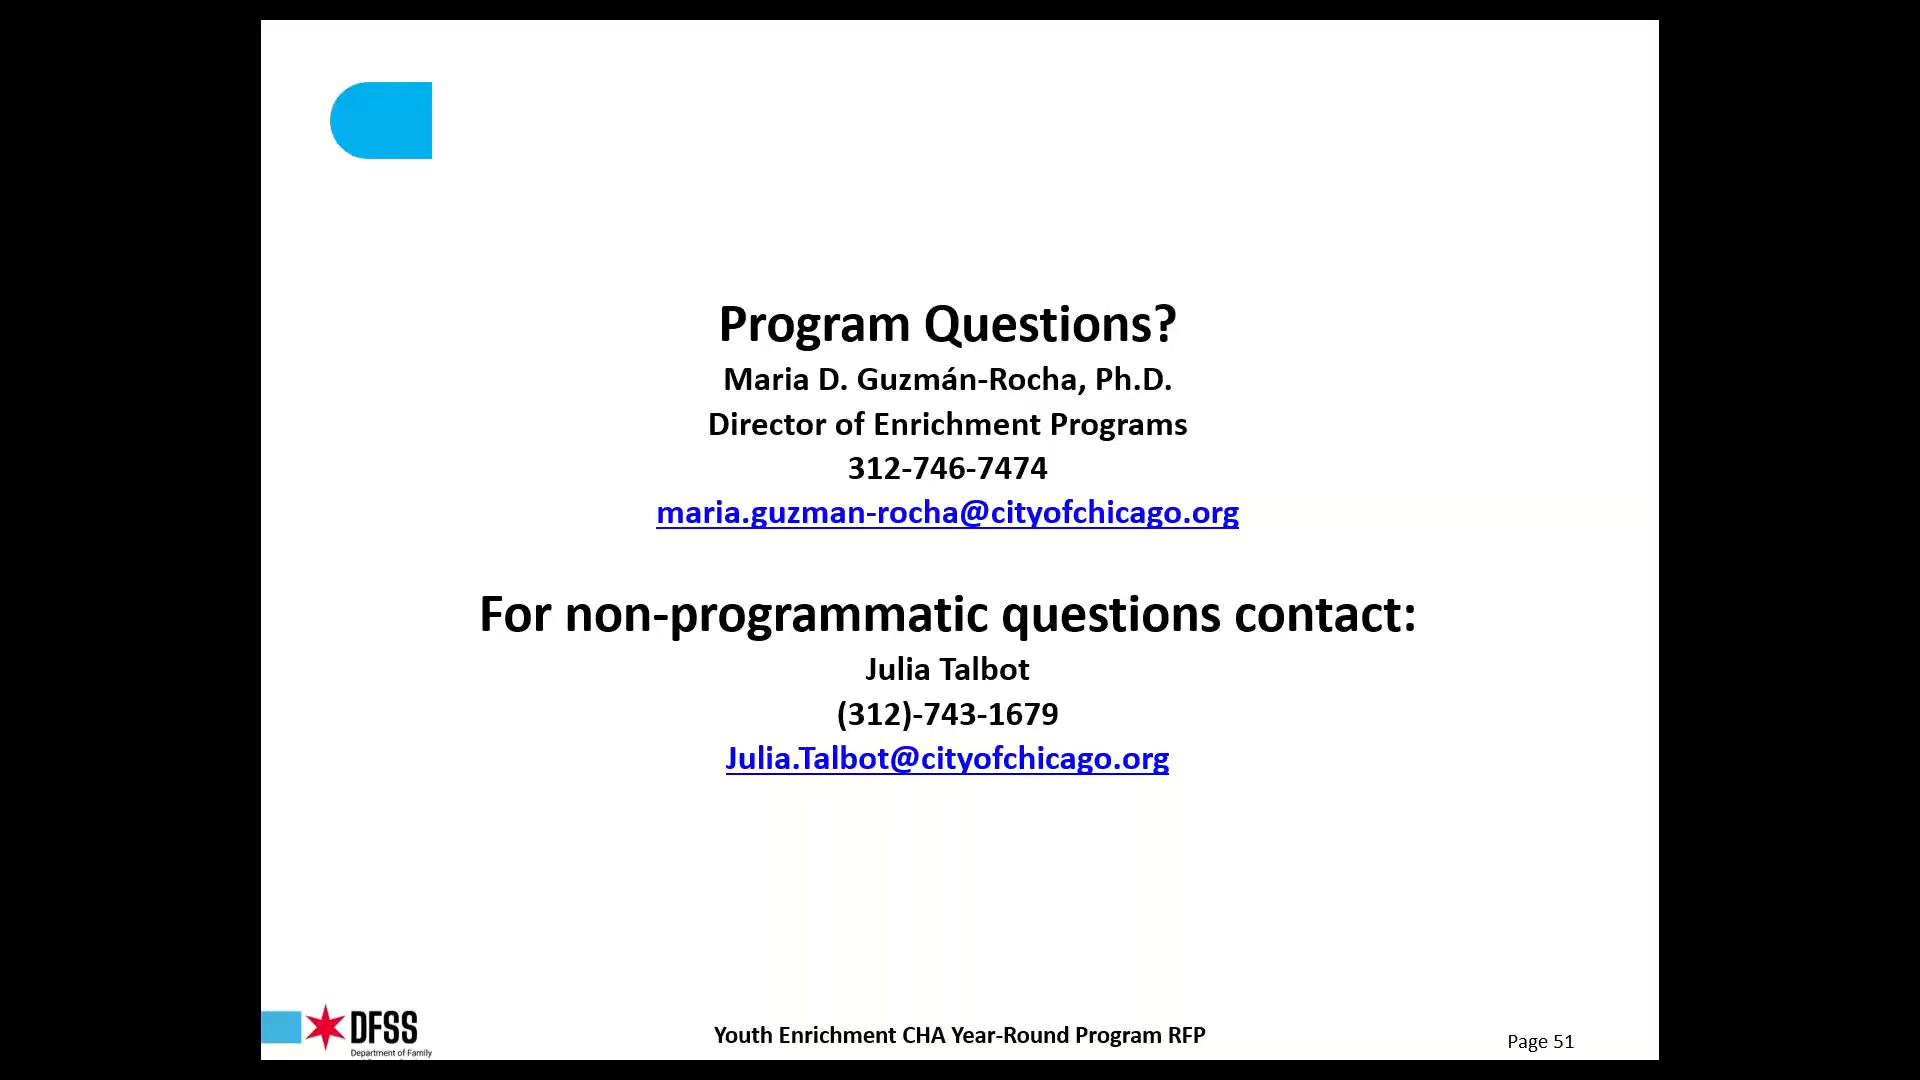 Program Questions?
Maria D. Guzmán-Rocha, Ph.D.
Director of Enrichment Programs
312-746-7474
maria.guzman-rocha@cityofchicago.org
For non-programmatic questions contact:
Julia Talbot
(312)-743-1679
Julia.Talbot@cityofchicago.org
DFSS
Department of Family
Youth Enrichment CHA Year-Round Program RFP
Page 51